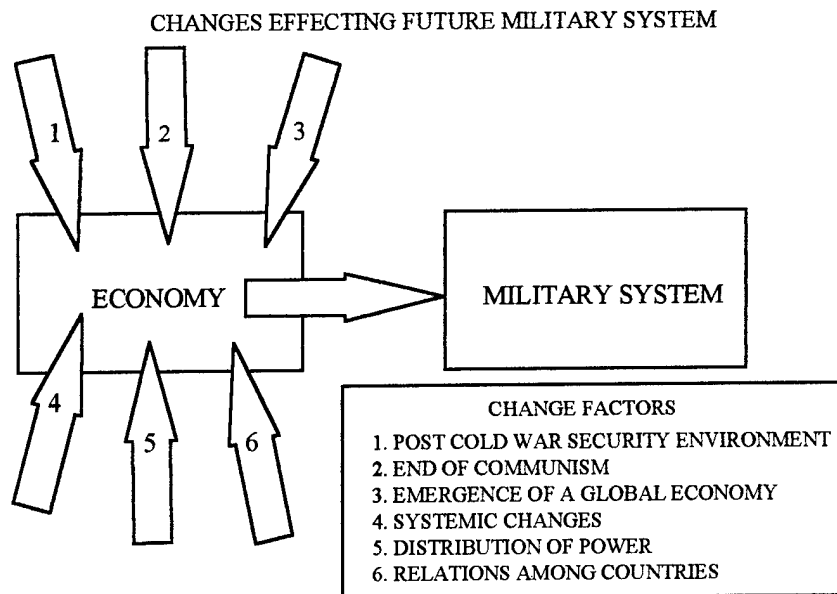 CHANGES EFFECTING FUTURE MILITARY SYSTEM
1
2
3
ECONOMY
MILITARY SYSTEM
4
5
6
CHANGE FACTORS
1. POST COLD WAR SECURITY ENVIRONMENT
2. END OF COMMUNISM
3. EMERGENCE OF A GLOBAL ECONOMY
4. SYSTEMIC CHANGES
5. DISTRIBUTION OF POWER
6. RELATIONS AMONG COUNTRIES